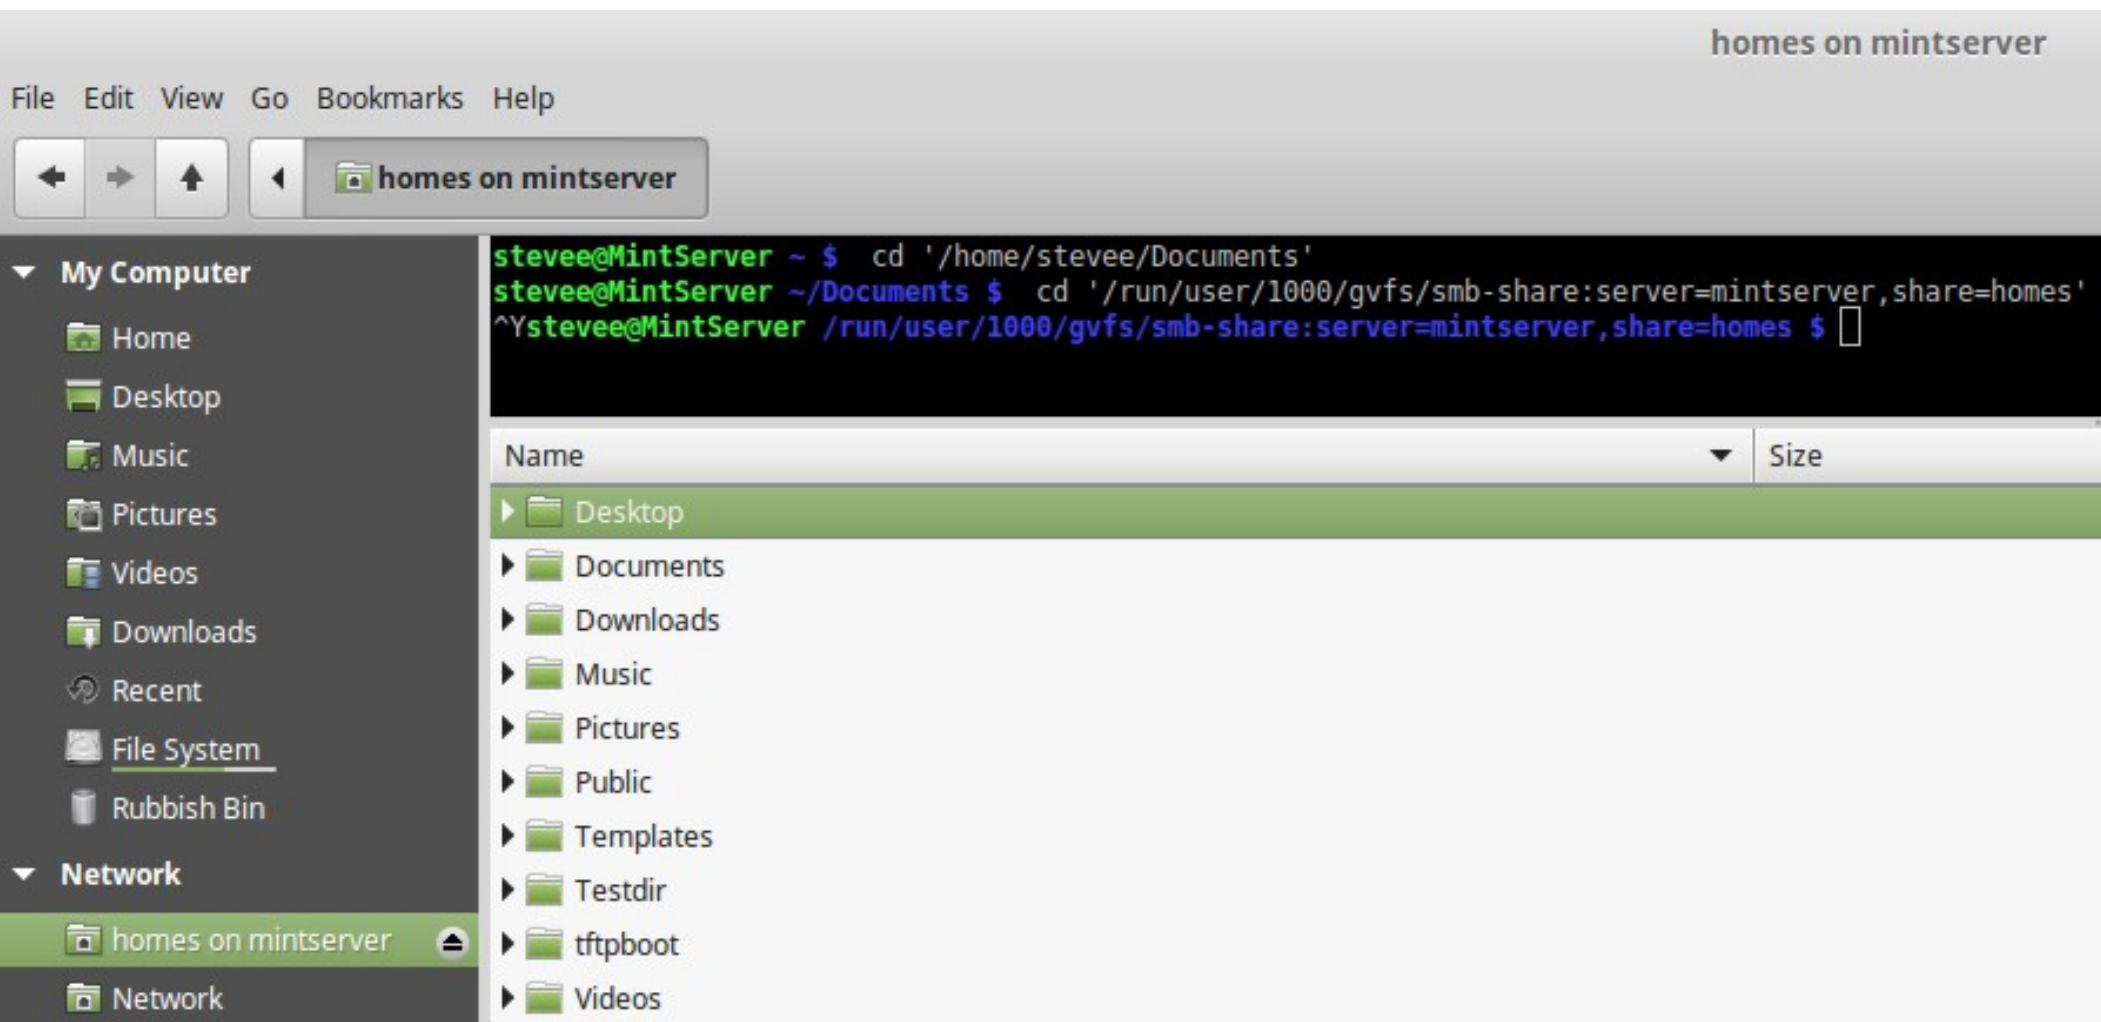 homes on mintserver
File Edit View Go Bookmarks Help
homes on mintserver
My Computer
Home
Desktop
Music
Pictures
Videos
Downloads
Recent
File System
Rubbish Bin
Network
homes on mintserver
Network
stevee@MintServer ~ $  cd '/home/stevee/Documents'
stevee@MintServer ~/Documents $  cd '/run/user/1000/gvfs/smb-share:server=mintserver,share=homes'
^Ystevee@MintServer /run/user/1000/gvfs/smb-share:server=mintserver,share=homes $
Name Size
Desktop
Documents
Downloads
Music
Pictures
Public
Templates
Testdir
tftpboot
Videos